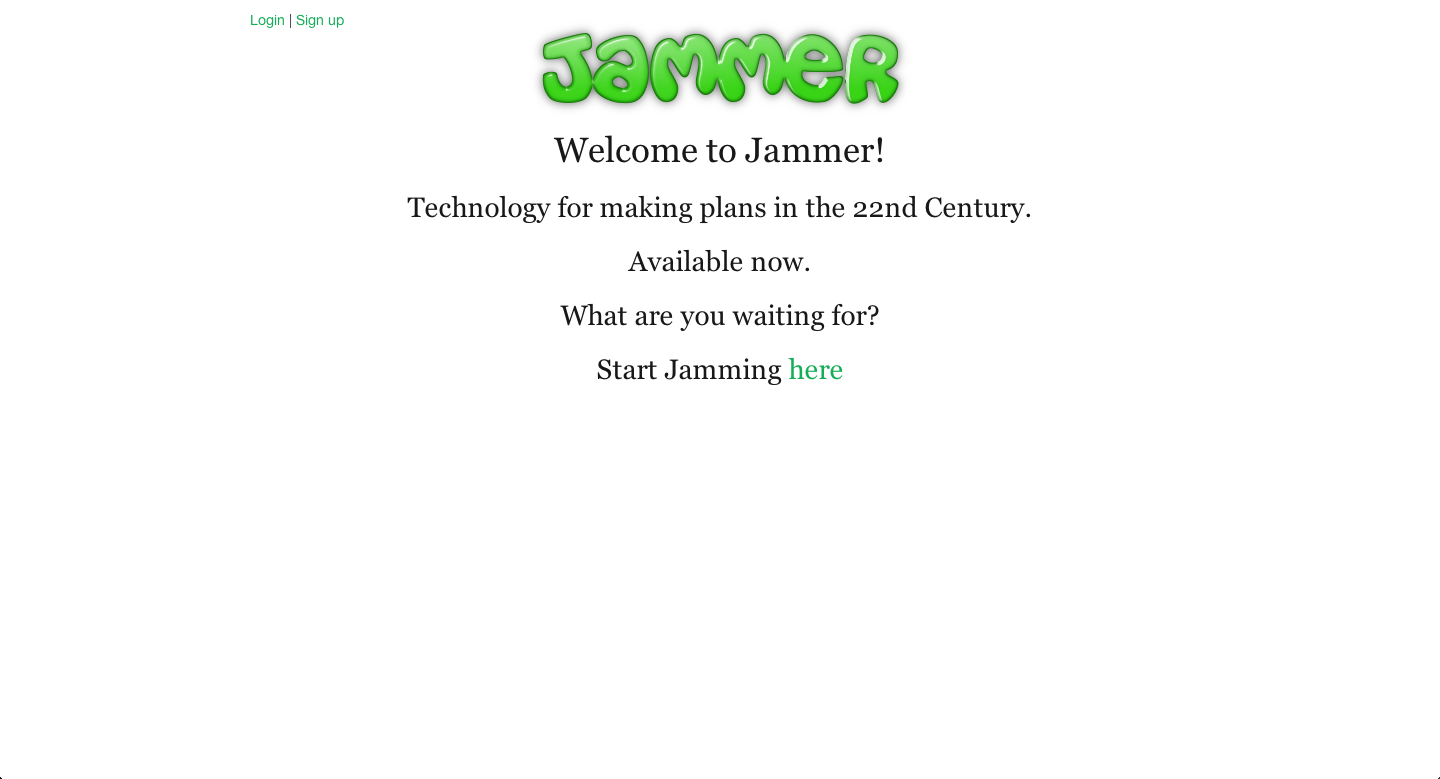 Login | Sign up
Jammer
Welcome to Jammer!
Technology for making plans in the 22nd Century.
Available now.
What are you waiting for?
Start Jamming here